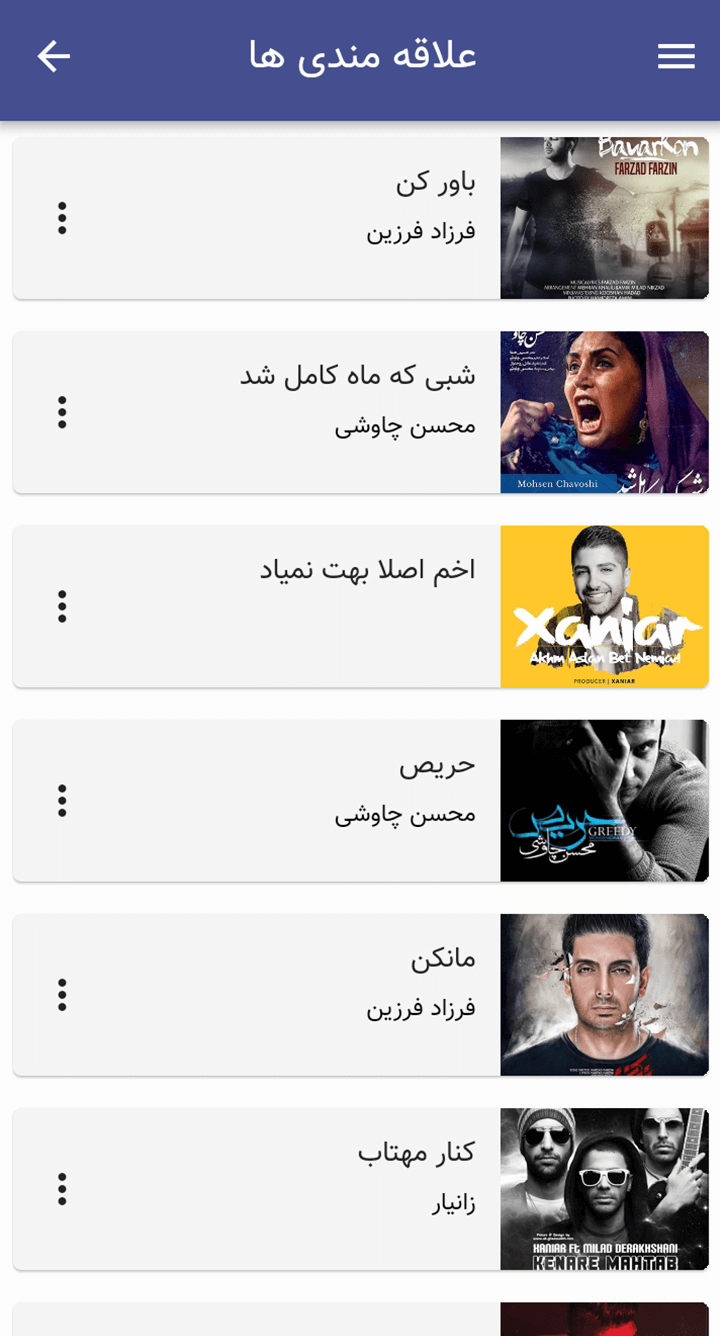 علاقه مندی ها
Bavarkon
FARZAD FARZIN
باور کن
فرزاد فرزین
شبی که ماه کامل شد
محسن چاوشی
Mohsen Chavoshi
اخم اصلا بهت نمیاد
Xaniar
Akhm Aslan Bet Nemiad
PRODUCER | XANIAR
حریص
محسن چاوشی
حریص
GREEDY
محسن چاوشی
مانکن
فرزاد فرزین
کنار مهتاب
زانیار
XANIAR Ft MILAD DERAKHSHANI
KENARE MAHTAB